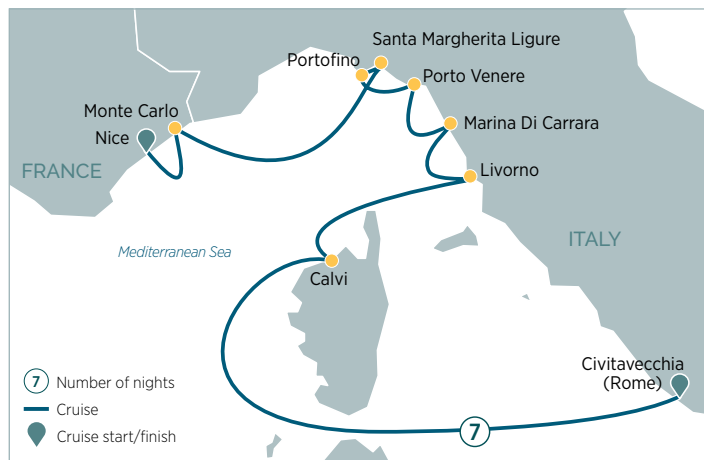 Santa Margherita Ligure
Portofino
Porto Venere
Monte Carlo
Nice
Marina Di Carrara
FRANCE
Livorno
ITALY
Mediterranean Sea
Calvi
Civitavecchia
(Rome)
7 Number of nights
Cruise
Cruise start/finish
7